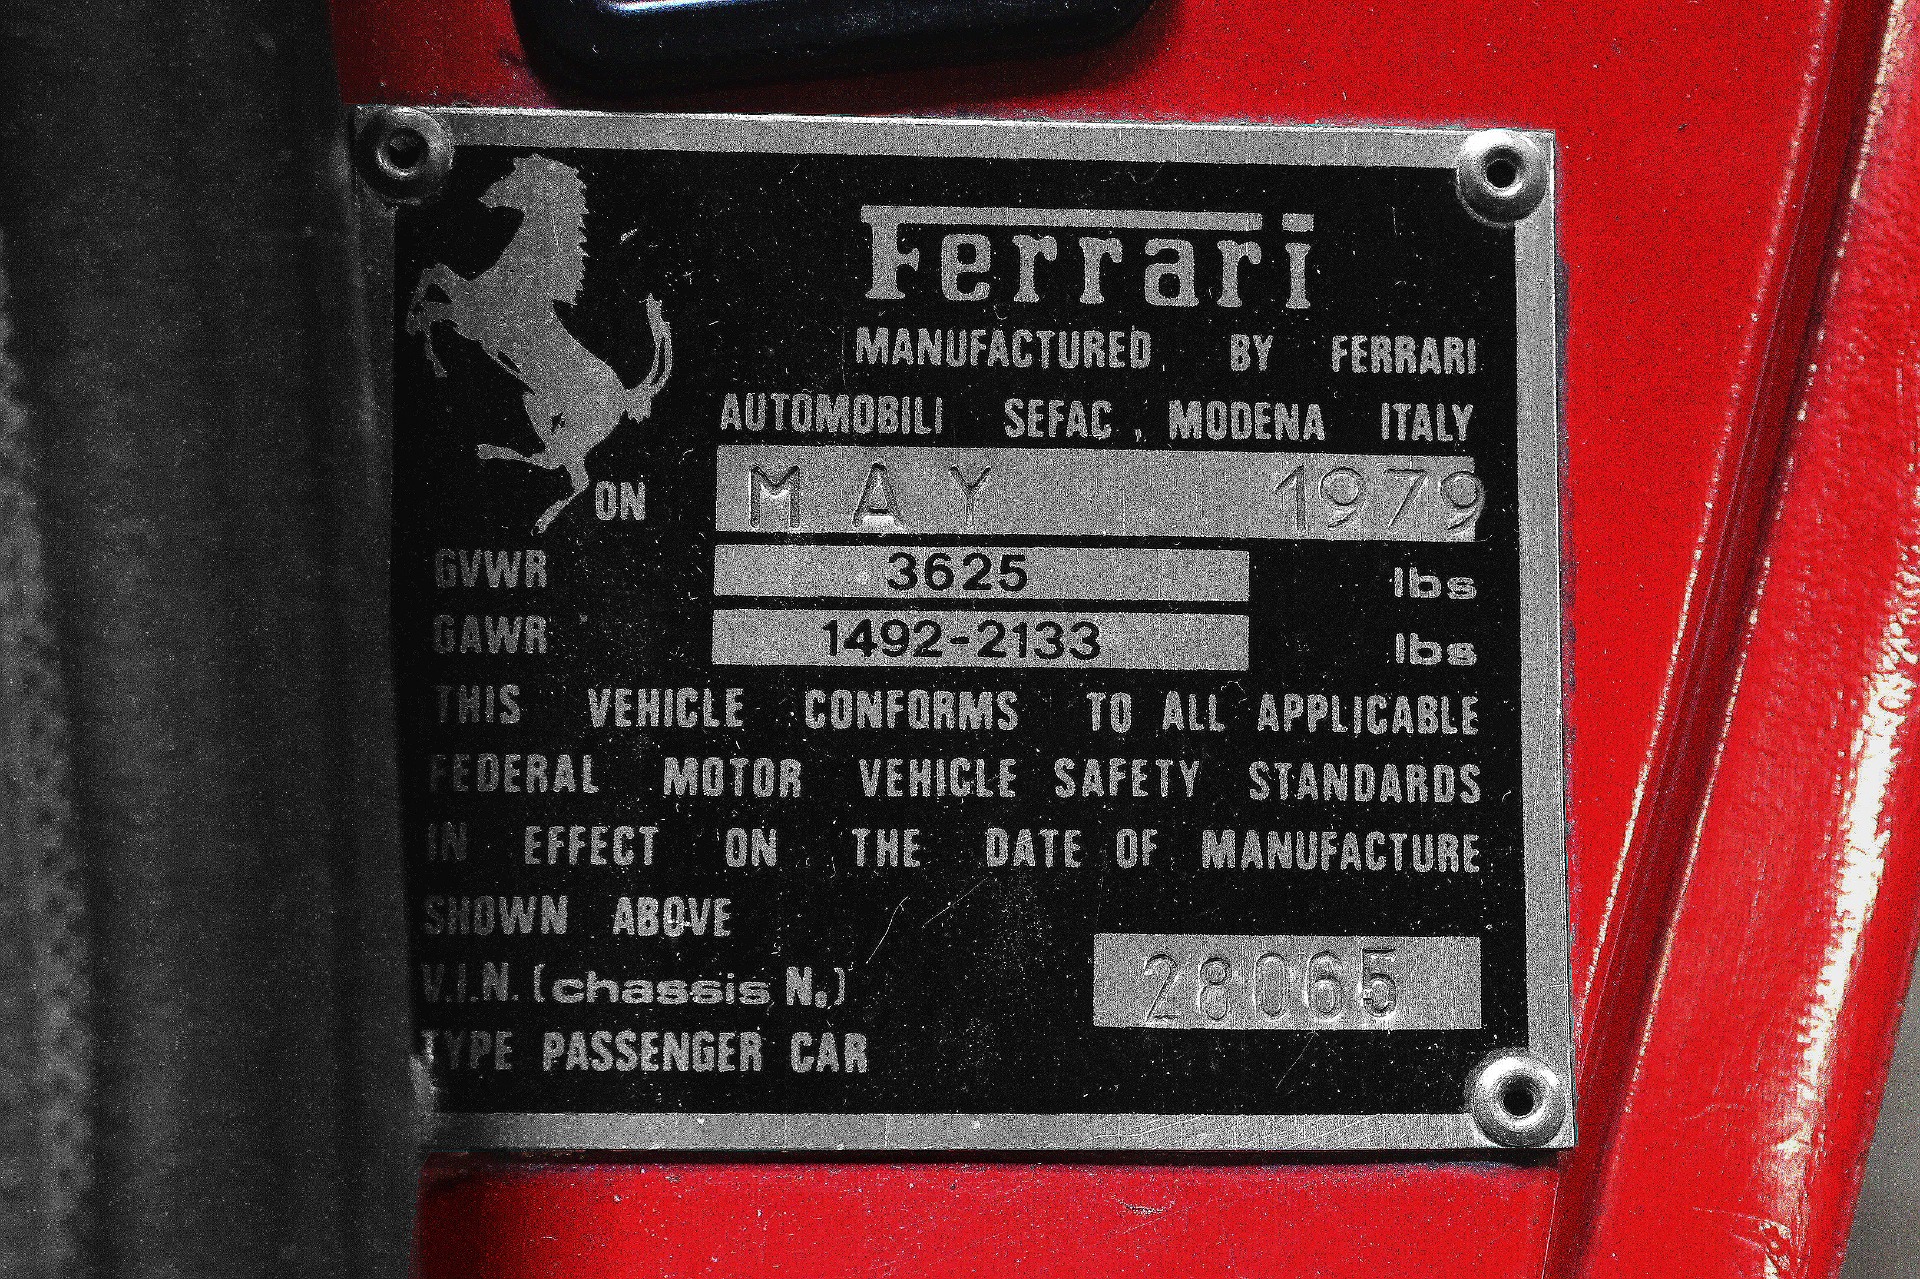 Ferrari
MANUFACTURED BY FERRARI
AUTOMOBILI SEFAC, MODENA ITALY
ON MAY 1979
GVWR 3625 lbs
GAWR 1492-2133 lbs
THIS VEHICLE CONFORMS TO ALL APPLICABLE
FEDERAL MOTOR VEHICLE SAFETY STANDARDS
IN EFFECT ON THE DATE OF MANUFACTURE
SHOWN ABOVE
V.I.N. (chassis N.) 28065
TYPE PASSENGER CAR